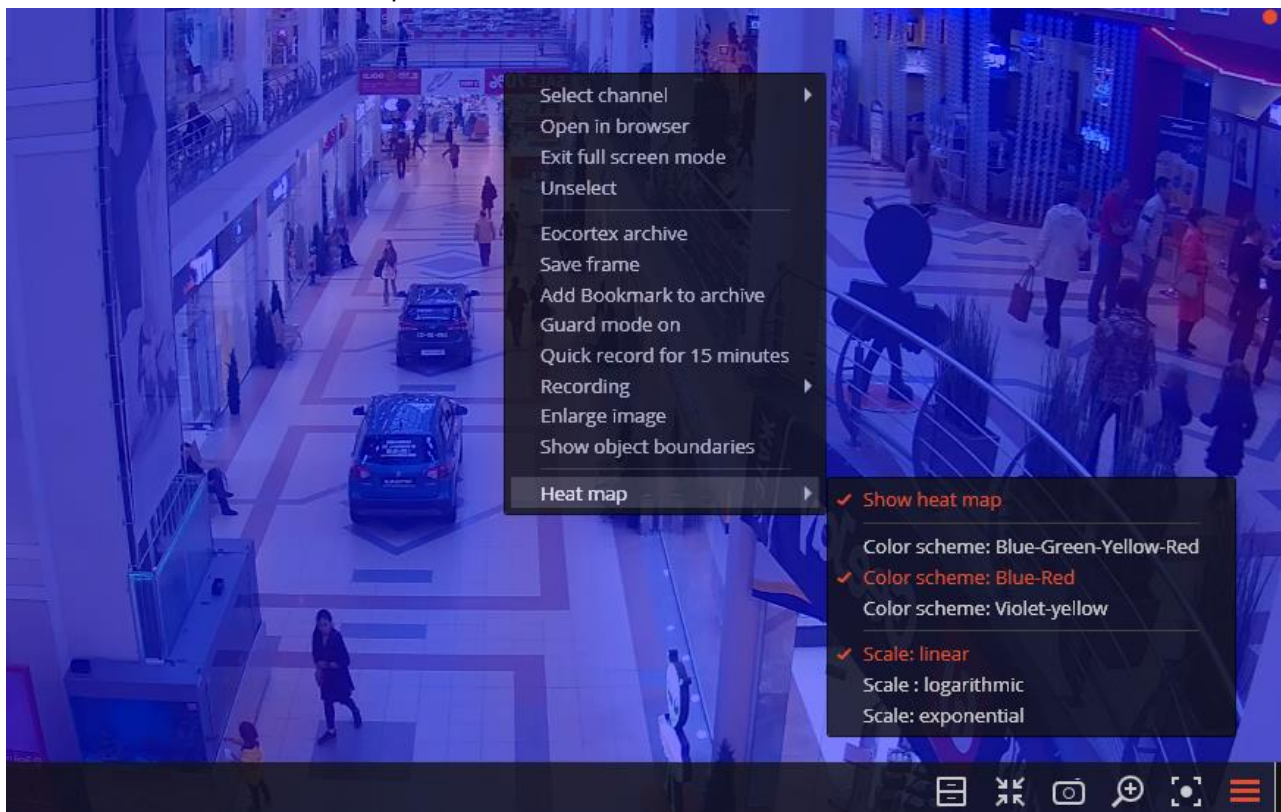 Select channel
Open in browser
Exit full screen mode
Unselect
Eocortex archive
Save frame
Add Bookmark to archive
Guard mode on
Quick record for 15 minutes
Recording
Enlarge image
Show object boundaries
Heat map
Show heat map
Color scheme: Blue-Green-Yellow-Red
Color scheme: Blue-Red
Color scheme: Violet-yellow
Scale: linear
Scale : logarithmic
Scale: exponential